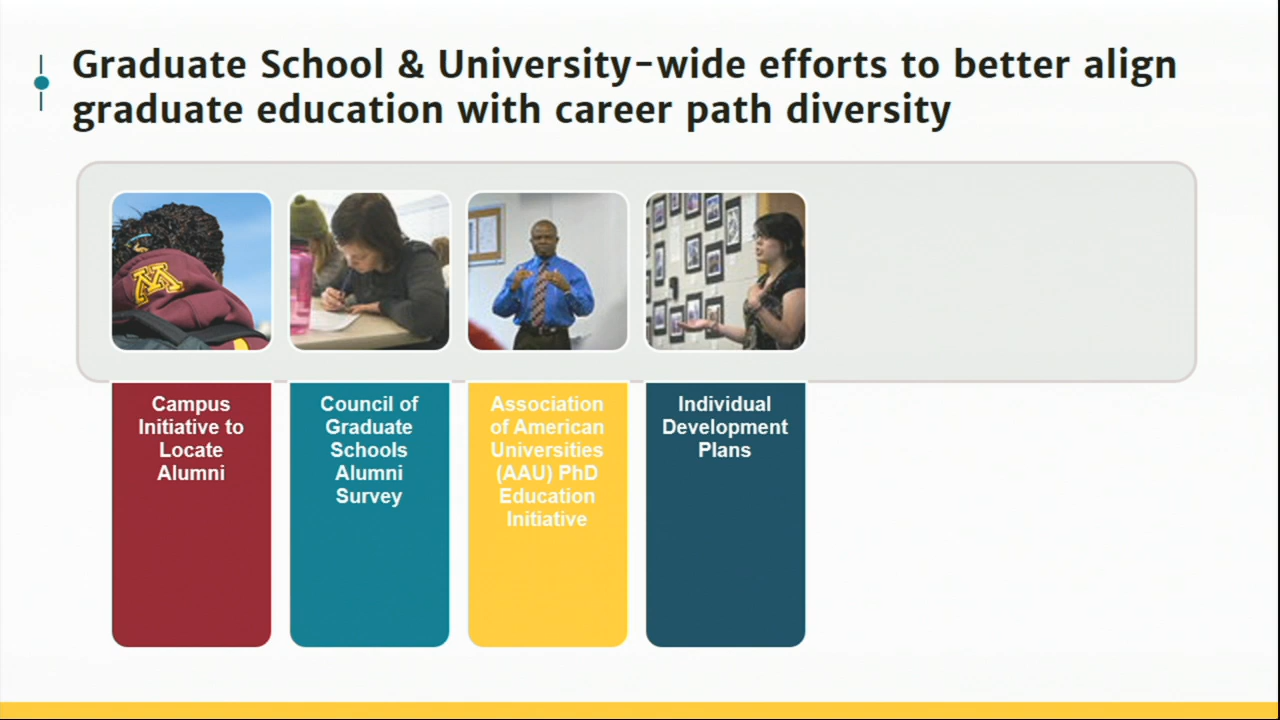 Graduate School & University-wide efforts to better align
graduate education with career path diversity
M
Campus
Initiative to
Locate
Alumni
Council of
Graduate
Schools
Alumni
Survey
Association
of American
Universities
(AAU) PhD
Education
Initiative
Individual
Development
Plans